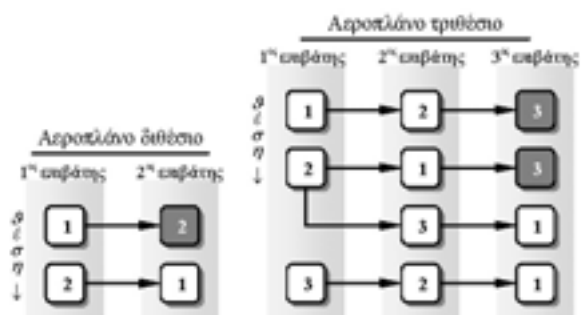 Αεροπλάνο τριθέσιο
1ος επιβάτης 2ος επιβάτης 3ος επιβάτης
θέση ↓
1 2 3
2 1 3
3 1
3 2 1
Αεροπλάνο διθέσιο
1ος επιβάτης 2ος επιβάτης
θέση ↓
1 2
2 1